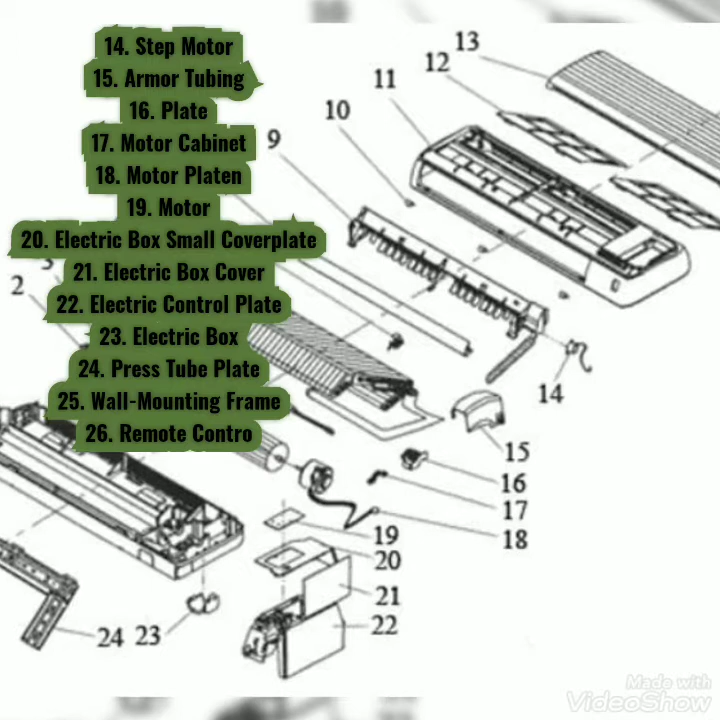 14. Step Motor
15. Armor Tubing
16. Plate
17. Motor Cabinet
18. Motor Platen
19. Motor
20. Electric Box Small Coverplate
21. Electric Box Cover
22. Electric Control Plate
23. Electric Box
24. Press Tube Plate
25. Wall-Mounting Frame
26. Remote Contro
13
12
11
10
9
2
14
15
16
17
18
19
20
21
22
24 23
Made with
VideoShow